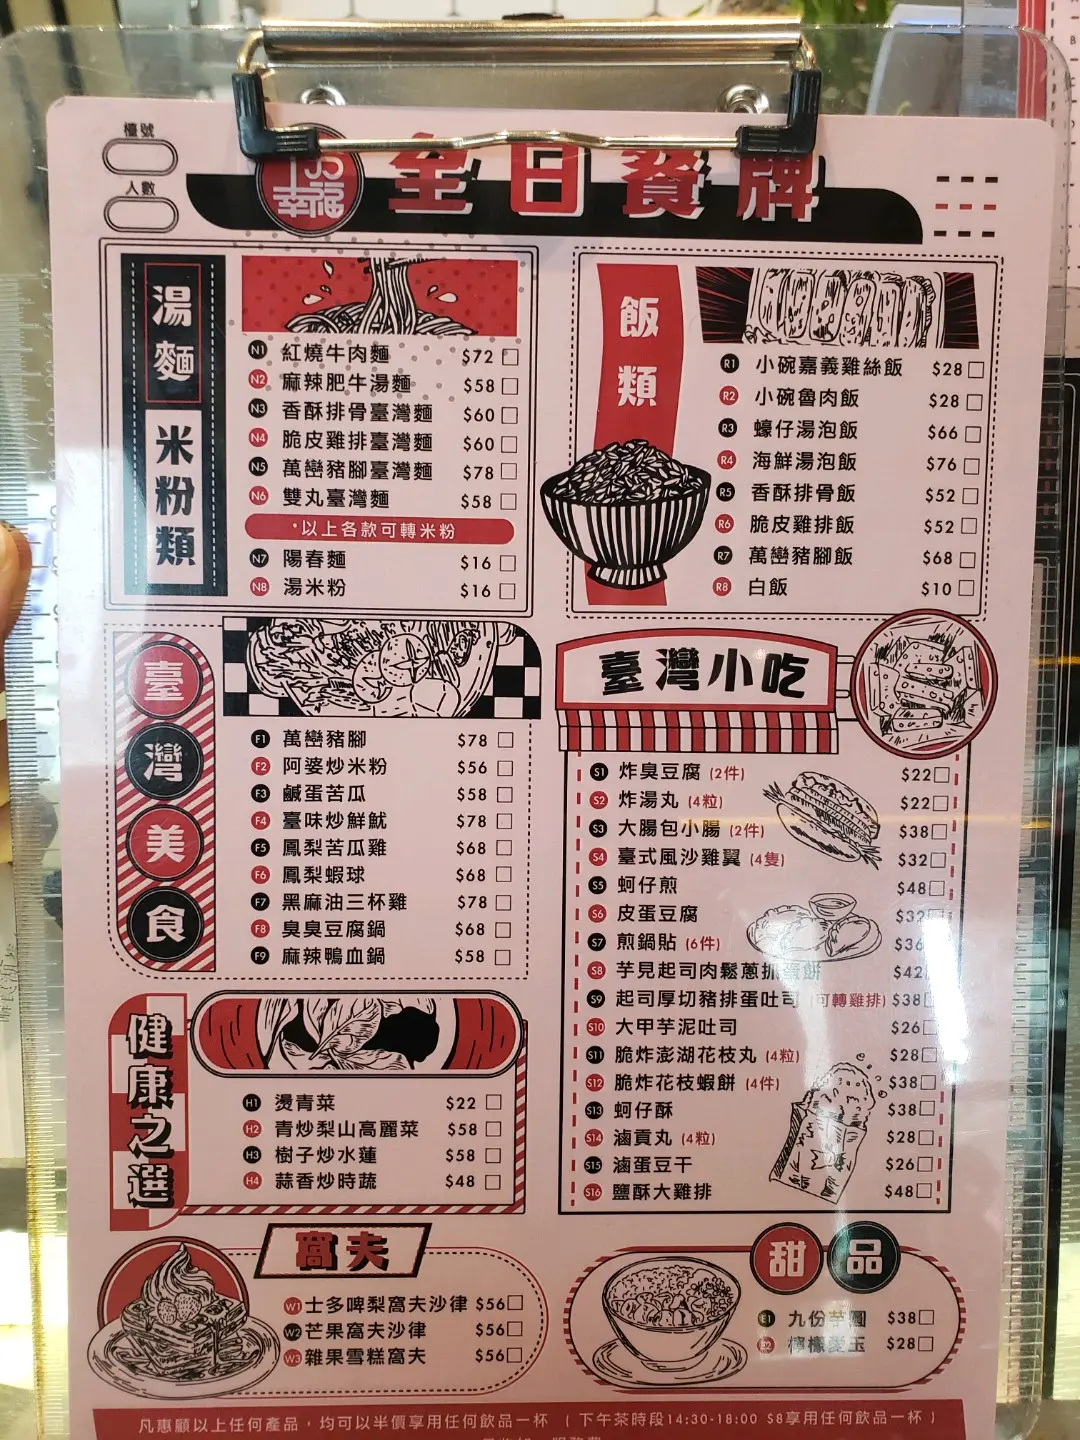 檯號
人數
幸福
全日餐牌
湯麵
米粉類
N1 紅燒牛肉麵 $72
N2 麻辣肥牛湯麵 $58
N3 香酥排骨臺灣麵 $60
N4 脆皮雞排臺灣麵 $60
N5 萬巒豬腳臺灣麵 $78
N6 雙丸臺灣麵 $58
•以上各款可轉米粉
N7 陽春麵 $16
N8 湯米粉 $16
飯類
R1 小碗嘉義雞絲飯 $28
R2 小碗魯肉飯 $28
R3 蠔仔湯泡飯 $66
R4 海鮮湯泡飯 $76
R5 香酥排骨飯 $52
R6 脆皮雞排飯 $52
R7 萬巒豬腳飯 $68
R8 白飯 $10
臺灣美食
F1 萬巒豬腳 $78
F2 阿婆炒米粉 $56
F3 鹹蛋苦瓜 $58
F4 臺味炒鮮魷 $78
F5 鳳梨苦瓜雞 $68
F6 鳳梨蝦球 $68
F7 黑麻油三杯雞 $78
F8 臭臭豆腐鍋 $68
F9 麻辣鴨血鍋 $58
臺灣小吃
S1 炸臭豆腐 (2件) $22
S2 炸湯丸 (4粒) $22
S3 大腸包小腸 (2件) $38
S4 臺式風沙雞翼 (4隻) $32
S5 蚵仔煎 $48
S6 皮蛋豆腐 $32
S7 煎鍋貼 (6件) $36
S8 芋見起司肉鬆蔥抓蛋餅 $42
S9 起司厚切豬排蛋吐司 (可轉雞排) $38
S10 大甲芋泥吐司 $26
S11 脆炸澎湖花枝丸 (4粒) $28
S12 脆炸花枝蝦餅 (4件) $38
S13 蚵仔酥 $38
S14 滷貢丸 (4粒) $28
S15 滷蛋豆干 $26
S16 鹽酥大雞排 $48
健康之選
H1 燙青菜 $22
H2 青炒梨山高麗菜 $58
H3 樹子炒水蓮 $58
H4 蒜香炒時蔬 $48
窩夫
W1 士多啤梨窩夫沙律 $56
W2 芒果窩夫沙律 $56
W3 雜果雪糕窩夫 $56
甜品
E1 九份芋圓 $38
E2 檸檬愛玉 $28
凡惠顧以上任何產品，均可以半價享用任何飲品一杯 (下午茶時段14:30-18:00 $8享用任何飲品一杯)